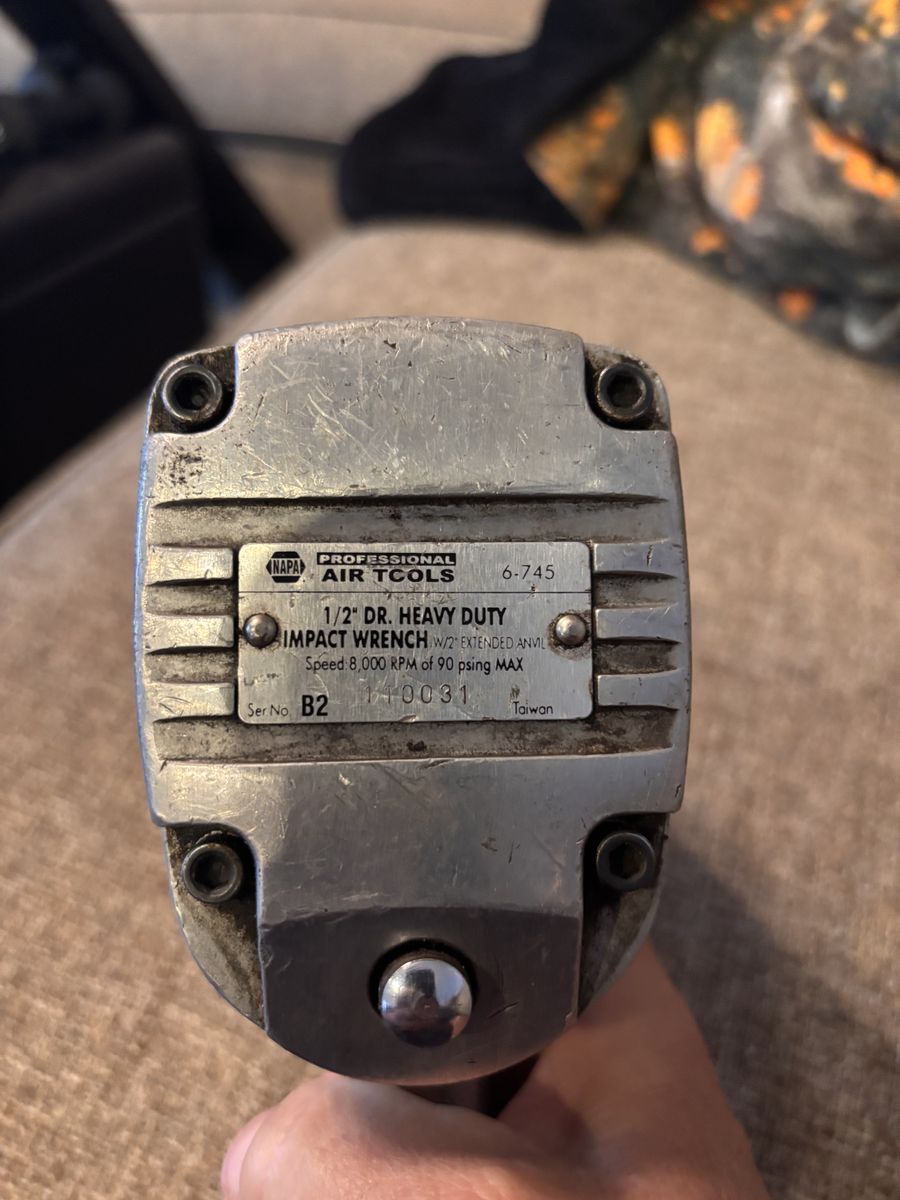 NAPA PROFESSIONAL
AIR TOOLS 6-745
1/2" DR. HEAVY DUTY
IMPACT WRENCH W/2" EXTENDED ANVIL
Speed:8,000 RPM of 90 psing MAX
Ser No. B2 110031 Taiwan